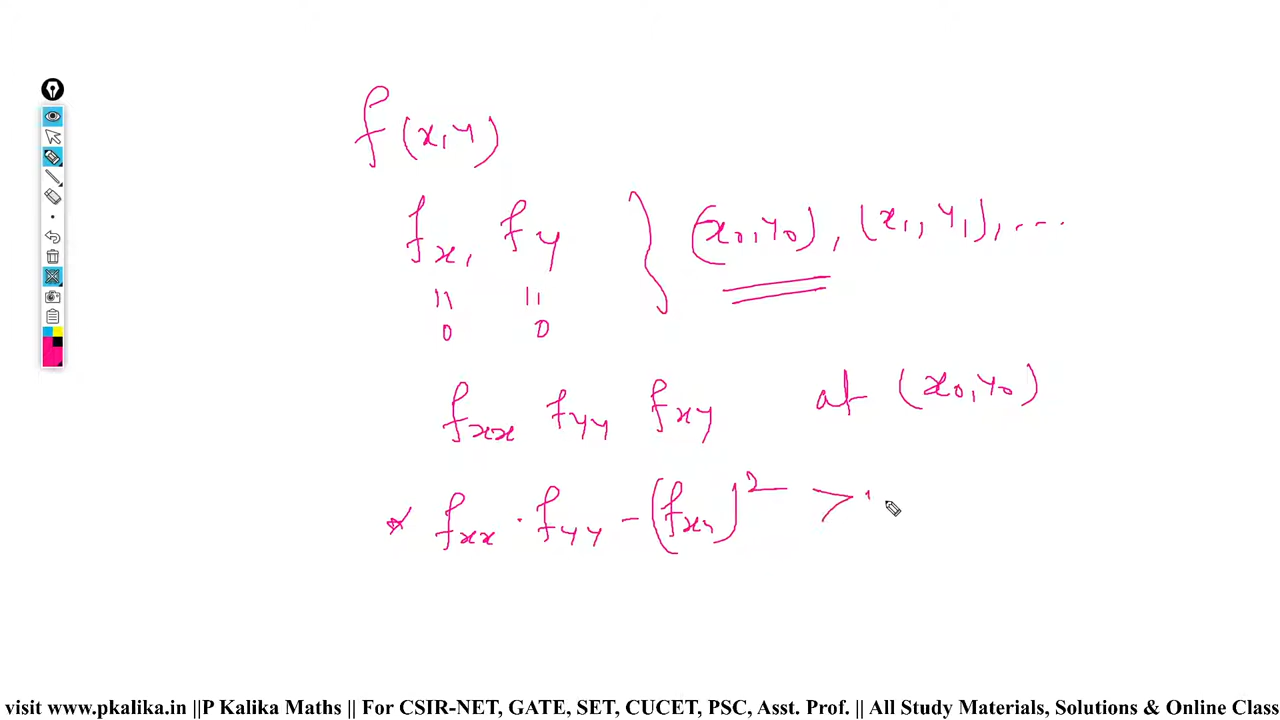 f(x,y)
fx, fy } (x0,y0), (x1,y1), ...
11 11
0 0
fxx fyy fxy at (x0,y0)
* fxx · fyy - (fxy)² >
visit www.pkalika.in ||P Kalika Maths || For CSIR-NET, GATE, SET, CUCET, PSC, Asst. Prof. || All Study Materials, Solutions & Online Class